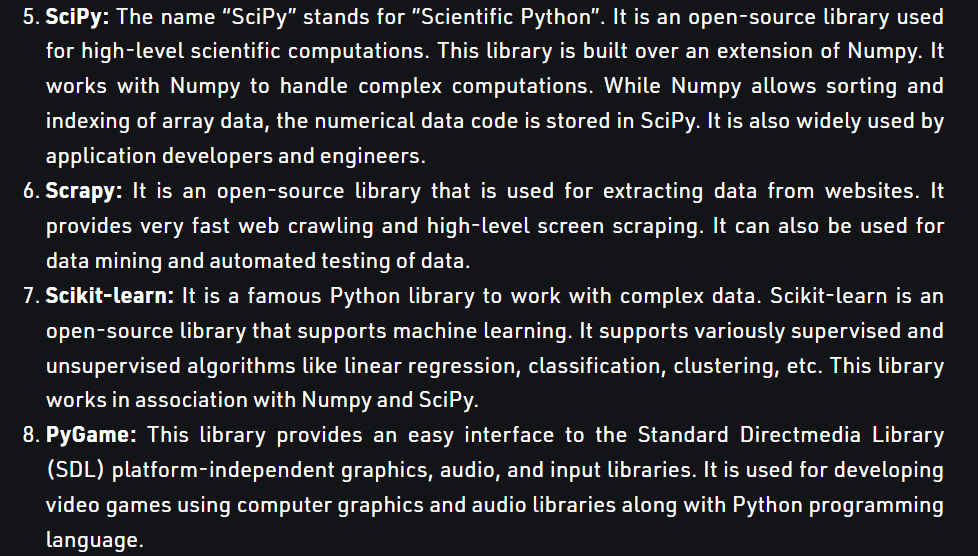 5. SciPy: The name “SciPy” stands for “Scientific Python”. It is an open-source library used
for high-level scientific computations. This library is built over an extension of Numpy. It
works with Numpy to handle complex computations. While Numpy allows sorting and
indexing of array data, the numerical data code is stored in SciPy. It is also widely used by
application developers and engineers.
6. Scrapy: It is an open-source library that is used for extracting data from websites. It
provides very fast web crawling and high-level screen scraping. It can also be used for
data mining and automated testing of data.
7. Scikit-learn: It is a famous Python library to work with complex data. Scikit-learn is an
open-source library that supports machine learning. It supports variously supervised and
unsupervised algorithms like linear regression, classification, clustering, etc. This library
works in association with Numpy and SciPy.
8. PyGame: This library provides an easy interface to the Standard Directmedia Library
(SDL) platform-independent graphics, audio, and input libraries. It is used for developing
video games using computer graphics and audio libraries along with Python programming
language.